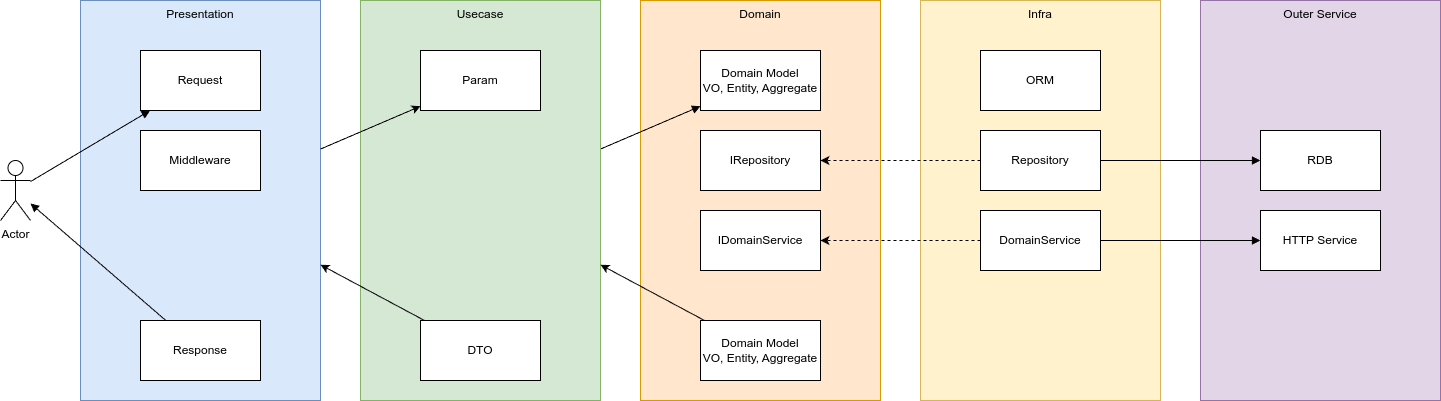 Presentation
Usecase
Domain
Infra
Outer Service
Request
Param
Domain Model
VO, Entity, Aggregate
ORM
Middleware
IRepository
Repository
RDB
Actor
IDomainService
DomainService
HTTP Service
Response
DTO
Domain Model
VO, Entity, Aggregate